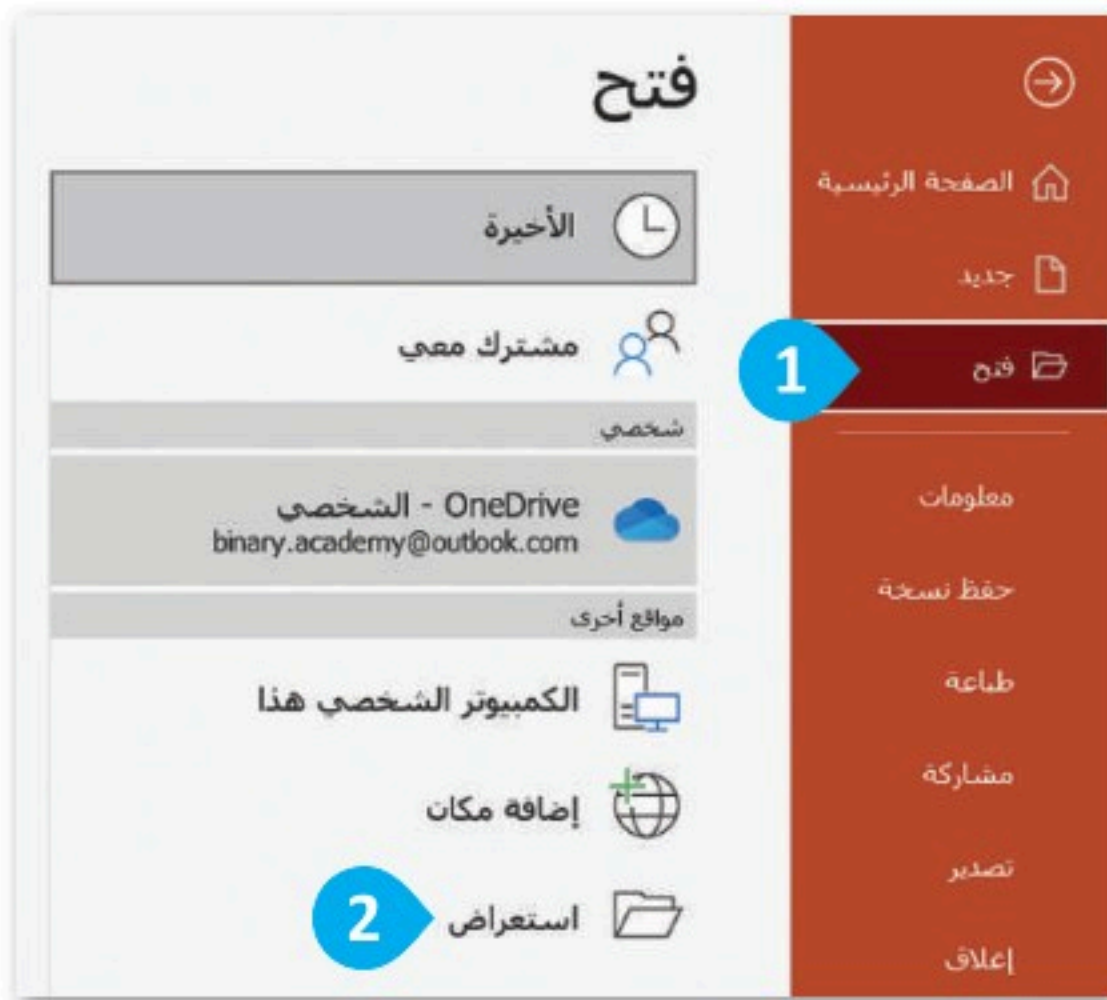 الصفحة الرئيسية
جديد
فتح
1
معلومات
حفظ نسخة
طباعة
مشاركة
تصدير
إغلاق
فتح
الأخيرة
مشترك معي
شخصي
OneDrive - الشخصي
binary.academy@outlook.com
مواقع أخرى
الكمبيوتر الشخصي هذا
إضافة مكان
استعراض
2